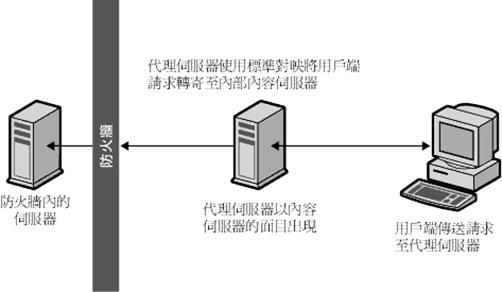 代理伺服器使用標準對映將用戶端
請求轉寄至內部內容伺服器
防火牆
防火牆內的
伺服器
代理伺服器以內容
伺服器的面目出現
用戶端傳送請求
至代理伺服器